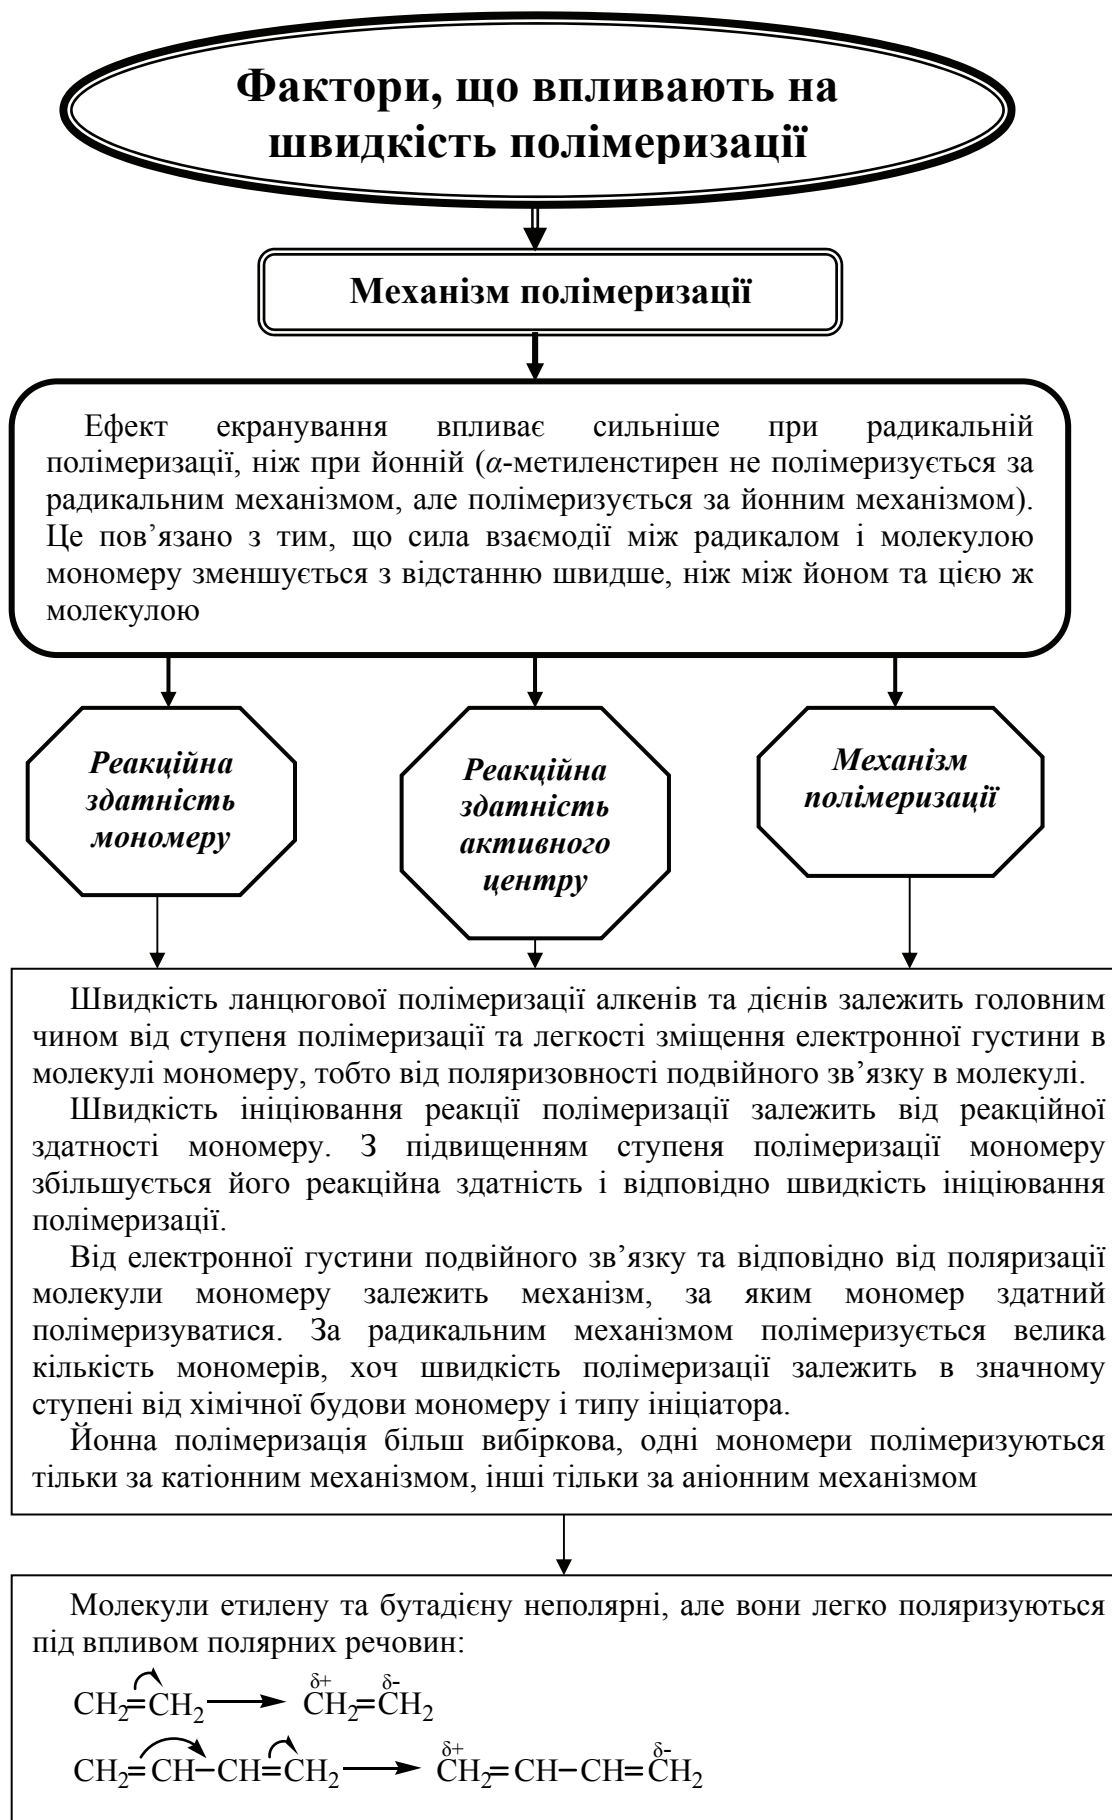 Фактори, що впливають на
швидкість полімеризації
Механізм полімеризації
Ефект екранування впливає сильніше при радикальній
полімеризації, ніж при йонній (α-метиленстирен не полімеризується за
радикальним механізмом, але полімеризується за йонним механізмом).
Це пов’язано з тим, що сила взаємодії між радикалом і молекулою
мономеру зменшується з відстанню швидше, ніж між йоном та цією ж
молекулою
Реакційна
здатність
мономеру
Реакційна
здатність
активного
центру
Механізм
полімеризації
Швидкість ланцюгової полімеризації алкенів та дієнів залежить головним
чином від ступеня полімеризації та легкості зміщення електронної густини в
молекулі мономеру, тобто від поляризовності подвійного зв’язку в молекулі.
Швидкість ініціювання реакції полімеризації залежить від реакційної
здатності мономеру. З підвищенням ступеня полімеризації мономеру
збільшується його реакційна здатність і відповідно швидкість ініціювання
полімеризації.
Від електронної густини подвійного зв’язку та відповідно від поляризації
молекули мономеру залежить механізм, за яким мономер здатний
полімеризуватися. За радикальним механізмом полімеризується велика
кількість мономерів, хоч швидкість полімеризації залежить в значному
ступені від хімічної будови мономеру і типу ініціатора.
Йонна полімеризація більш вибіркова, одні мономери полімеризуються
тільки за катіонним механізмом, інші тільки за аніонним механізмом
Молекули етилену та бутадієну неполярні, але вони легко поляризуються
під впливом полярних речовин:
δ+ δ-
CH2=CH2 → CH2=CH2
δ+ δ-
CH2=CH–CH=CH2 → CH2=CH–CH=CH2